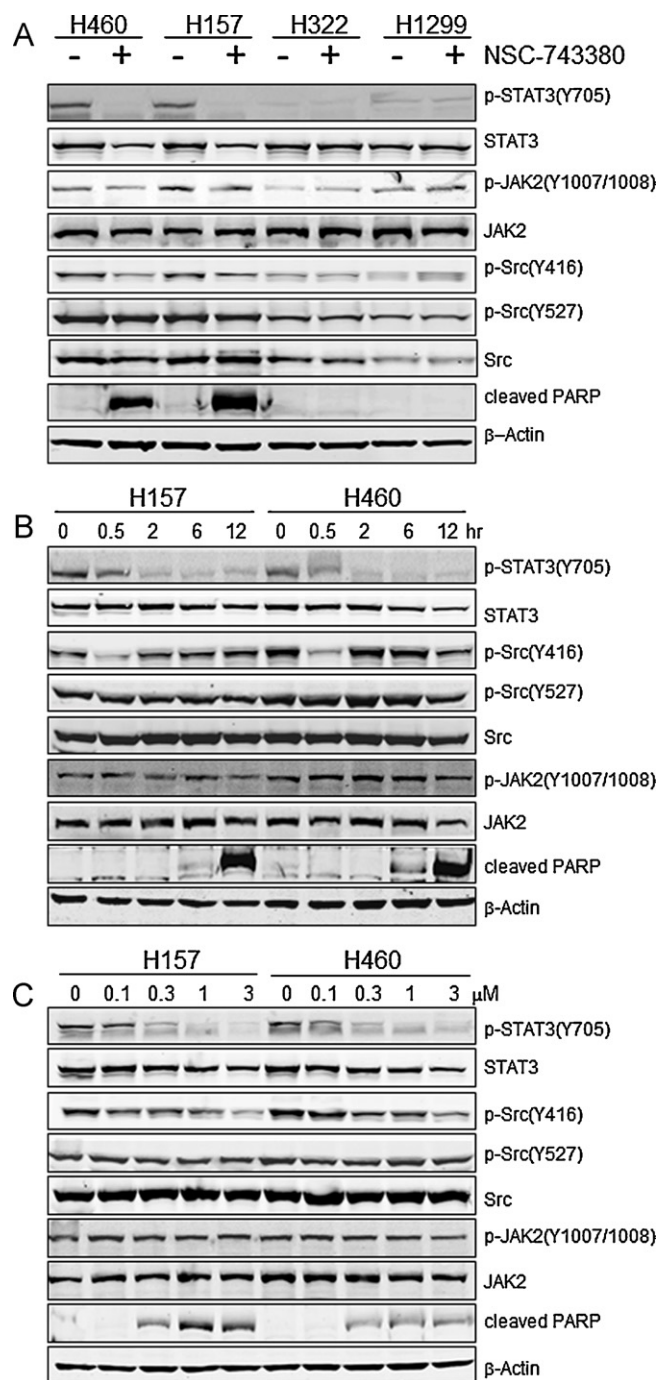 A
H460 H157 H322 H1299
- + - + - + - + NSC-743380
p-STAT3(Y705)
STAT3
p-JAK2(Y1007/1008)
JAK2
p-Src(Y416)
p-Src(Y527)
Src
cleaved PARP
β–Actin
H157 H460
B
0 0.5 2 6 12 0 0.5 2 6 12 hr
p-STAT3(Y705)
STAT3
p-Src(Y416)
p-Src(Y527)
Src
p-JAK2(Y1007/1008)
JAK2
cleaved PARP
β-Actin
H157 H460
C
0 0.1 0.3 1 3 0 0.1 0.3 1 3 μM
p-STAT3(Y705)
STAT3
p-Src(Y416)
p-Src(Y527)
Src
p-JAK2(Y1007/1008)
JAK2
cleaved PARP
β-Actin